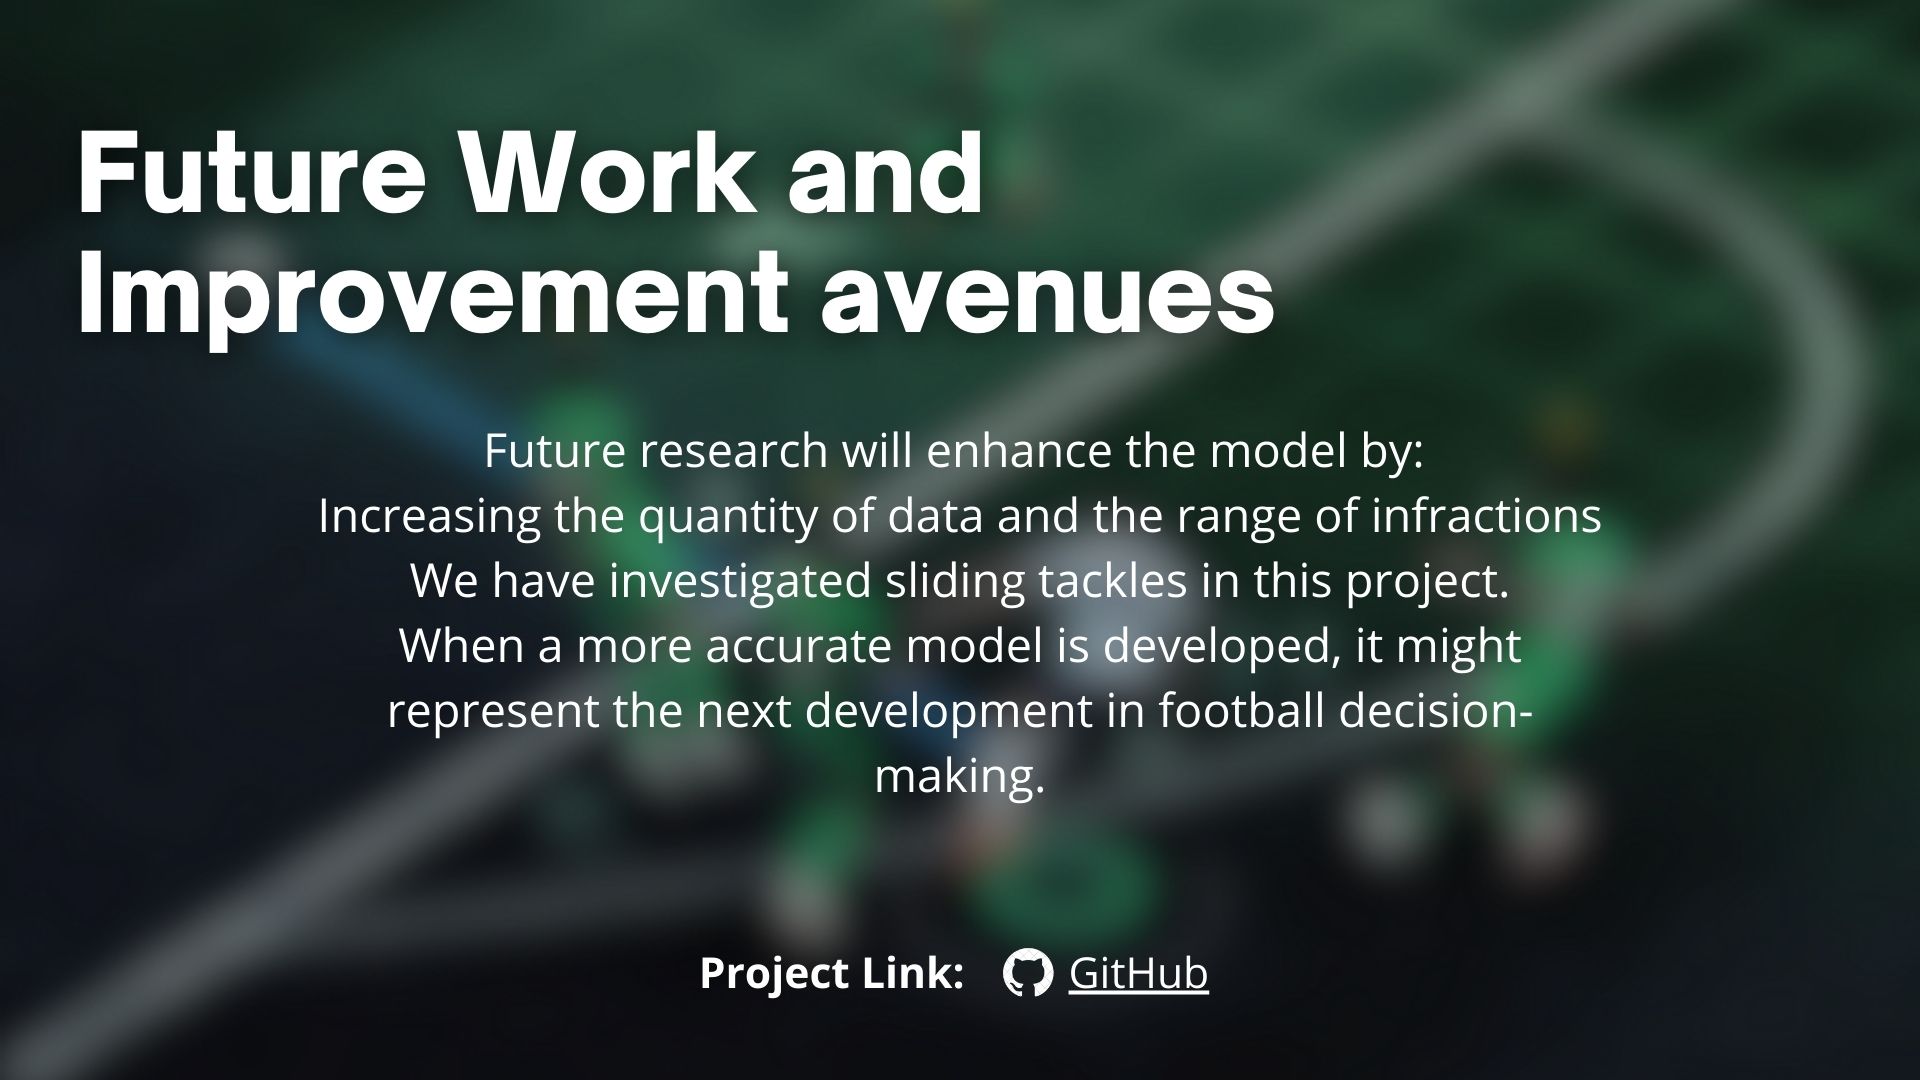 Future Work and
Improvement avenues
Future research will enhance the model by:
Increasing the quantity of data and the range of infractions
We have investigated sliding tackles in this project.
When a more accurate model is developed, it might
represent the next development in football decision-
making.
Project Link: GitHub